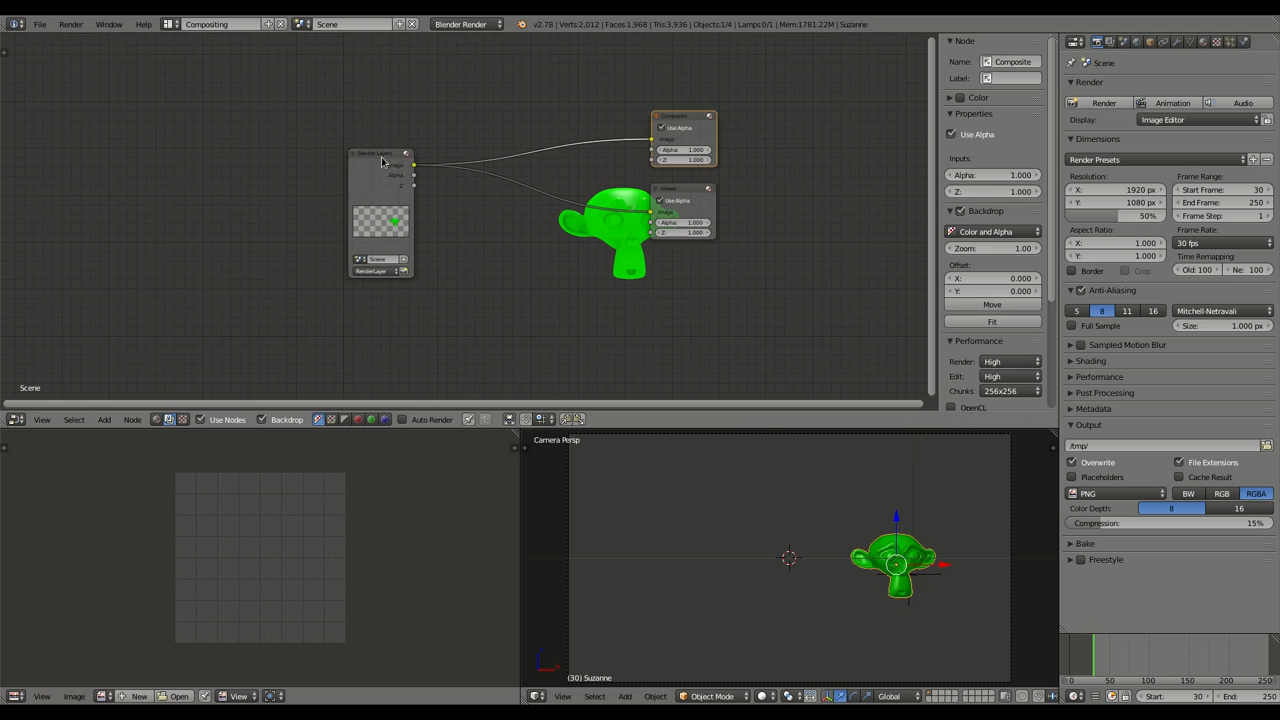 File Render Window Help Compositing Scene Blender Render v2.78 | Verts:2,012 | Faces:1,968 | Tris:3,936 | Objects:1/4 | Lamps:0/1 | Mem:1781.22M | Suzanne
Render Layers
Image
Alpha
Z
Scene
RenderLayer
Composite
Use Alpha
Image
Alpha: 1.000
Z: 1.000
Viewer
Use Alpha
Image
Alpha: 1.000
Z: 1.000
Scene
Node
Name: Composite
Label:
Color
Properties
Use Alpha
Inputs:
Alpha: 1.000
Z: 1.000
Backdrop
Color and Alpha
Zoom: 1.00
Offset:
X: 0.000
Y: 0.000
Move
Fit
Performance
Render: High
Edit: High
Chunks 256x256
OpenCL
View Select Add Node Use Nodes Backdrop Auto Render
View Image New Open View
Camera Persp
(30) Suzanne
View Select Add Object Object Mode Global
Scene
Render
Render Animation Audio
Display: Image Editor
Dimensions
Render Presets
Resolution: Frame Range:
X: 1920 px Start Frame: 30
Y: 1080 px End Frame: 250
50% Frame Step: 1
Aspect Ratio: Frame Rate:
X: 1.000 30 fps
Y: 1.000 Time Remapping:
Border Crop Old: 100 Ne: 100
Anti-Aliasing
5 8 11 16 Mitchell-Netravali
Full Sample Size: 1.000 px
Sampled Motion Blur
Shading
Performance
Post Processing
Metadata
Output
/tmp/
Overwrite File Extensions
Placeholders Cache Result
PNG BW RGB RGBA
Color Depth: 8 16
Compression: 15%
Bake
Freestyle
0 50 100 150 200 250
Start: 30 End: 250